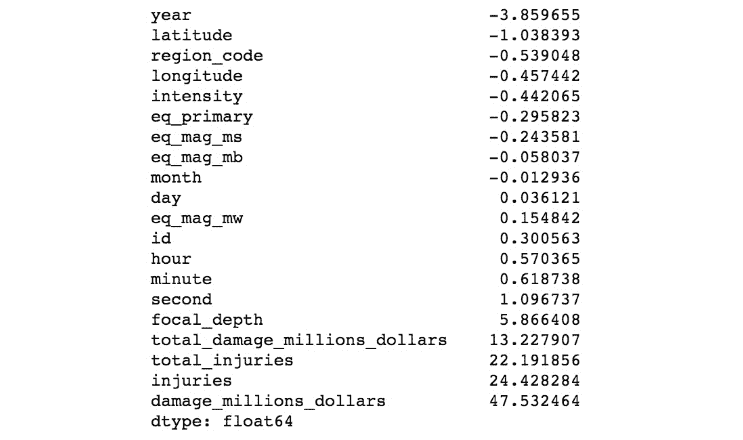 year -3.859655
latitude -1.038393
region_code -0.539048
longitude -0.457442
intensity -0.442065
eq_primary -0.295823
eq_mag_ms -0.243581
eq_mag_mb -0.058037
month -0.012936
day 0.036121
eq_mag_mw 0.154842
id 0.300563
hour 0.570365
minute 0.618738
second 1.096737
focal_depth 5.866408
total_damage_millions_dollars 13.227907
total_injuries 22.191856
injuries 24.428284
damage_millions_dollars 47.532464
dtype: float64